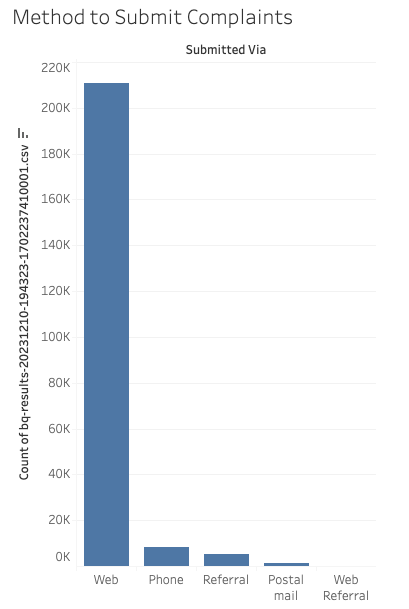 Method to Submit Complaints
Submitted Via
220K
200K
180K
160K
140K
120K
100K
80K
60K
40K
20K
0K
Count of bq-results-20231210-194323-1702237410001.csv
Web
Phone
Referral
Postal
mail
Web
Referral